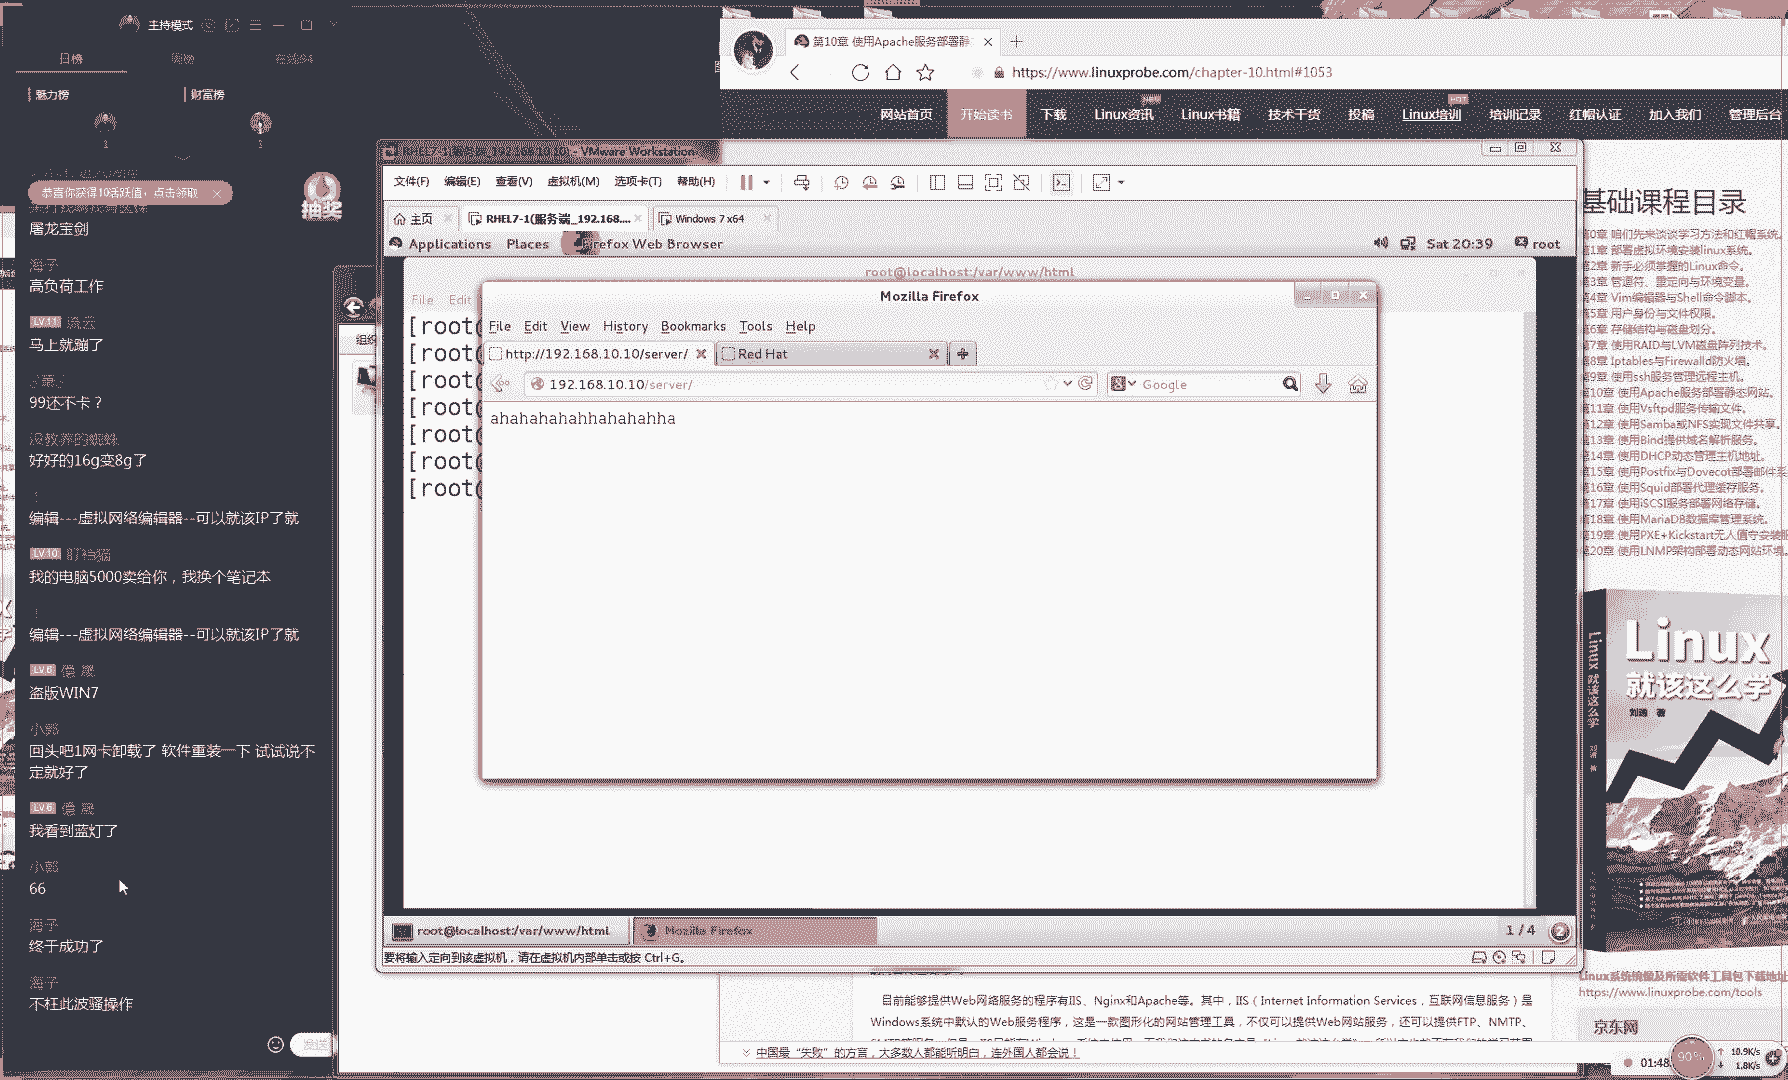 主持模式
日榜
魅力榜
财富榜
1
1
恭喜你获得10活跃值，点击领取
抽奖
屠龙宝剑
海子
高负荷工作
LV.11 流云
马上就蹦了
99还不卡？
没教养的蜘蛛
好好的16g变8g了
编辑---虚拟网络编辑器--可以就该IP了就
LV.10 盯裆猫
我的电脑5000卖给你，我换个笔记本
编辑---虚拟网络编辑器--可以就该IP了就
LV.6
盗版WIN7
小郭
回头吧1网卡卸载了 软件重装一下 试试说不
定就好了
LV.6
我看到蓝灯了
小郭
66
海子
终于成功了
海子
不枉此波骚操作
发送
第10章 使用Apache服务部署静
https://www.linuxprobe.com/chapter-10.html#1053
网站首页 开始读书 下载 Linux资讯 Linux书籍 技术干货 投稿 Linux培训 培训记录 红帽认证 加入我们 管理后台
RHEL7-1(服务端_192.168.10.10) - VMware Workstation
文件(F) 编辑(E) 查看(V) 虚拟机(M) 选项卡(T) 帮助(H)
主页 RHEL7-1(服务端_192.168.... Windows 7 x64
Applications Places Firefox Web Browser Sat 20:39 root
root@localhost:/var/www/html
File Edit
[root@
[root@
[root@
[root@
[root@
[root@
[root@
Mozilla Firefox
File Edit View History Bookmarks Tools Help
http://192.168.10.10/server/ Red Hat
192.168.10.10/server/ Google
ahahahahahhahahahha
root@localhost:/var/www/html Mozilla Firefox 1 / 4
要将输入定向到该虚拟机，请在虚拟机内部单击或按 Ctrl+G。
组织
基础课程目录
第0章 咱们先来谈谈学习方法和红帽系统。
第1章 部署虚拟环境安装linux系统。
第2章 新手必须掌握的Linux命令。
第3章 管道符、重定向与环境变量。
第4章 Vim编辑器与Shell命令脚本。
第5章 用户身份与文件权限。
第6章 存储结构与磁盘划分。
第7章 使用RAID与LVM磁盘阵列技术。
第8章 Iptables与Firewalld防火墙。
第9章 使用ssh服务管理远程主机。
第10章 使用Apache服务部署静态网站。
第11章 使用Vsftpd服务传输文件。
第12章 使用Samba或NFS实现文件共享。
第13章 使用Bind提供域名解析服务。
第14章 使用DHCP动态管理主机地址。
第15章 使用Postfix与Dovecot部署邮件系
第16章 使用Squid部署代理缓存服务。
第17章 使用iSCSI服务部署网络存储。
第18章 使用MariaDB数据库管理系统。
第19章 使用PXE+Kickstart无人值守安装服
第20章 使用LNMP架构部署动态网站环境。
Linux 就该这么学
Linux
就该这么学
刘遄 著
Linux系统镜像及所需软件工具包下载地址
https://www.linuxprobe.com/tools
京东网
目前能够提供Web网络服务的程序有IIS、Nginx和Apache等。其中，IIS（Internet Information Services，互联网信息服务）是
Windows系统中默认的Web服务程序，这是一款图形化的网站管理工具，不仅可以提供Web网站服务，还可以提供FTP、NMTP、
中国最“失败”的方言，大多数人都能听明白，连外国人都会说！
01:48
90%
10.9K/s
1.8K/s